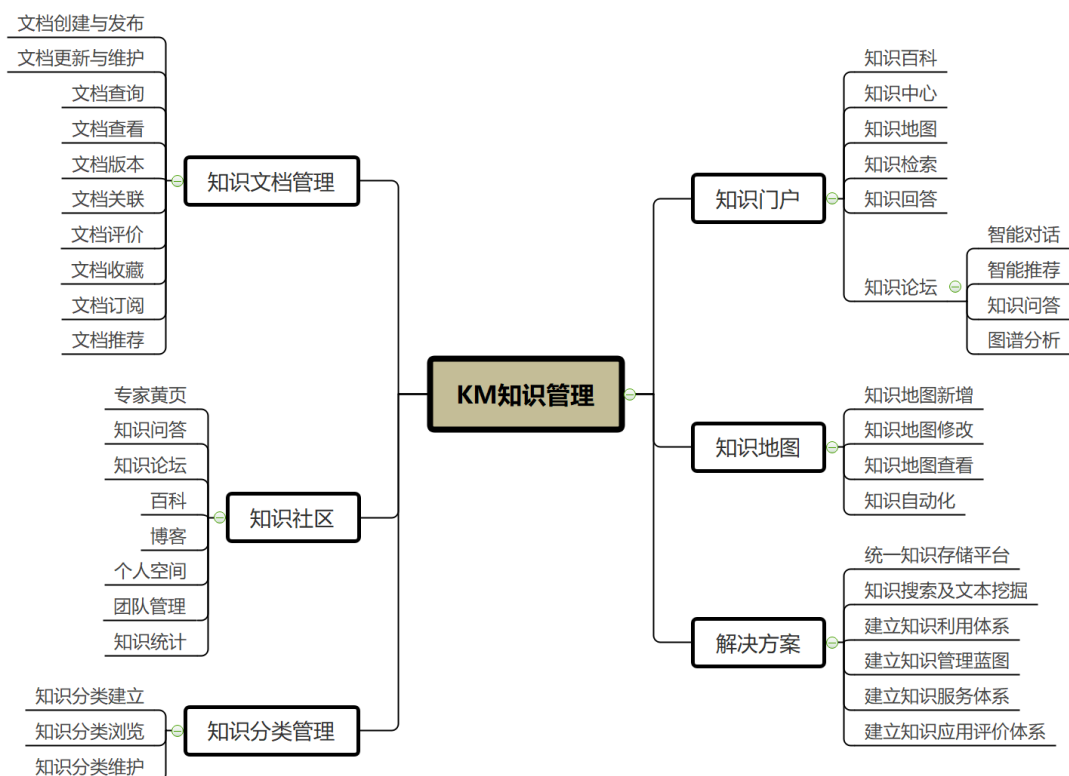 KM知识管理
知识文档管理
文档创建与发布
文档更新与维护
文档查询
文档查看
文档版本
文档关联
文档评价
文档收藏
文档订阅
文档推荐
知识社区
专家黄页
知识问答
知识论坛
百科
博客
个人空间
团队管理
知识统计
知识分类管理
知识分类建立
知识分类浏览
知识分类维护
知识门户
知识百科
知识中心
知识地图
知识检索
知识回答
知识论坛
智能对话
智能推荐
知识问答
图谱分析
知识地图
知识地图新增
知识地图修改
知识地图查看
知识自动化
解决方案
统一知识存储平台
知识搜索及文本挖掘
建立知识利用体系
建立知识管理蓝图
建立知识服务体系
建立知识应用评价体系